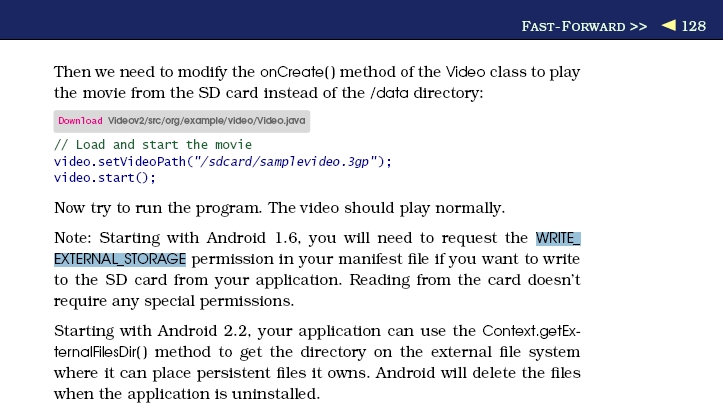 FAST-FORWARD >> ◀ 128
Then we need to modify the onCreate() method of the Video class to play
the movie from the SD card instead of the /data directory:
Download Videov2/src/org/example/video/Video.java
// Load and start the movie
video.setVideoPath("/sdcard/samplevideo.3gp");
video.start();
Now try to run the program. The video should play normally.
Note: Starting with Android 1.6, you will need to request the WRITE_
EXTERNAL_STORAGE permission in your manifest file if you want to write
to the SD card from your application. Reading from the card doesn't
require any special permissions.
Starting with Android 2.2, your application can use the Context.getEx-
ternalFilesDir() method to get the directory on the external file system
where it can place persistent files it owns. Android will delete the files
when the application is uninstalled.